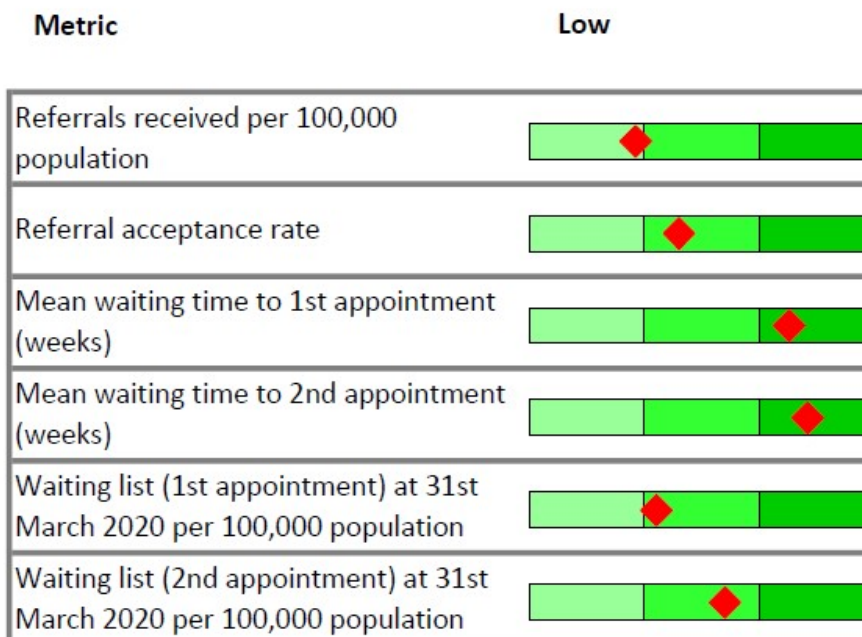 Metric Low
Referrals received per 100,000
population
Referral acceptance rate
Mean waiting time to 1st appointment
(weeks)
Mean waiting time to 2nd appointment
(weeks)
Waiting list (1st appointment) at 31st
March 2020 per 100,000 population
Waiting list (2nd appointment) at 31st
March 2020 per 100,000 population